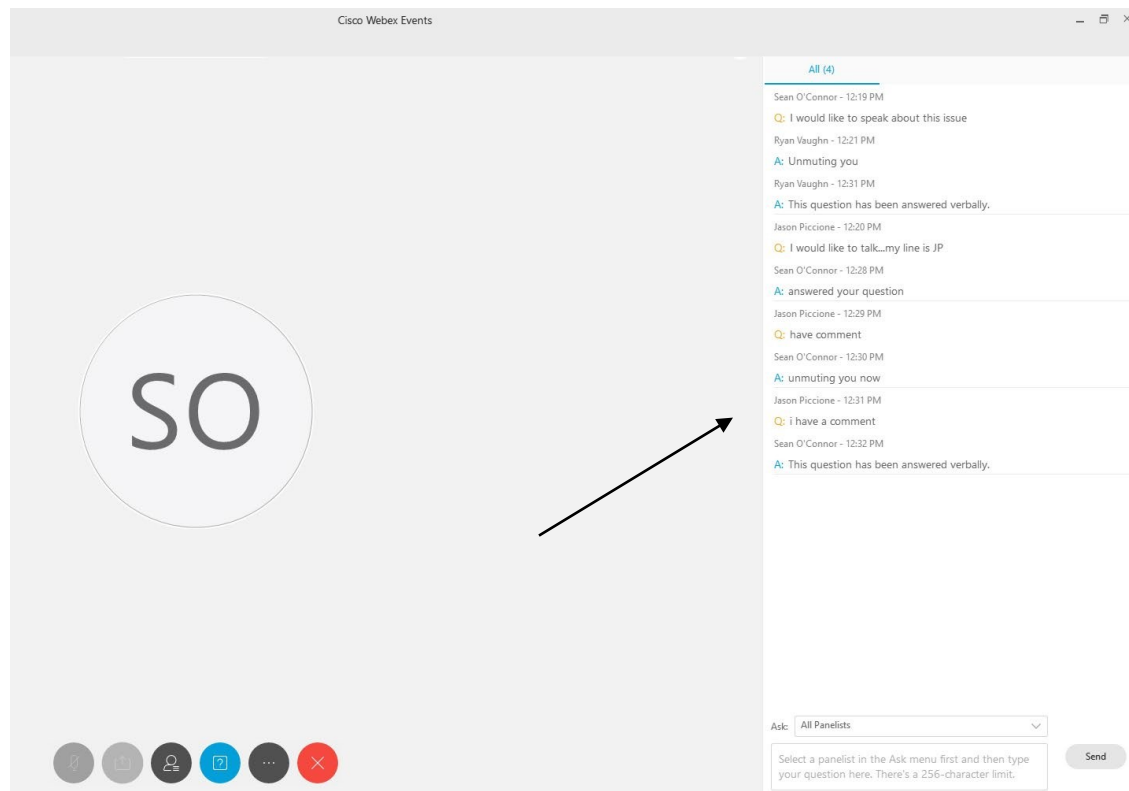 Cisco Webex Events
All (4)
Sean O'Connor - 12:19 PM
Q: I would like to speak about this issue
Ryan Vaughn - 12:21 PM
A: Unmuting you
Ryan Vaughn - 12:31 PM
A: This question has been answered verbally.
Jason Piccione - 12:20 PM
Q: I would like to talk...my line is JP
Sean O'Connor - 12:28 PM
A: answered your question
Jason Piccione - 12:29 PM
Q: have comment
Sean O'Connor - 12:30 PM
A: unmuting you now
Jason Piccione - 12:31 PM
Q: i have a comment
Sean O'Connor - 12:32 PM
A: This question has been answered verbally.
SO
Ask: All Panelists
Select a panelist in the Ask menu first and then type
your question here. There's a 256-character limit.
Send